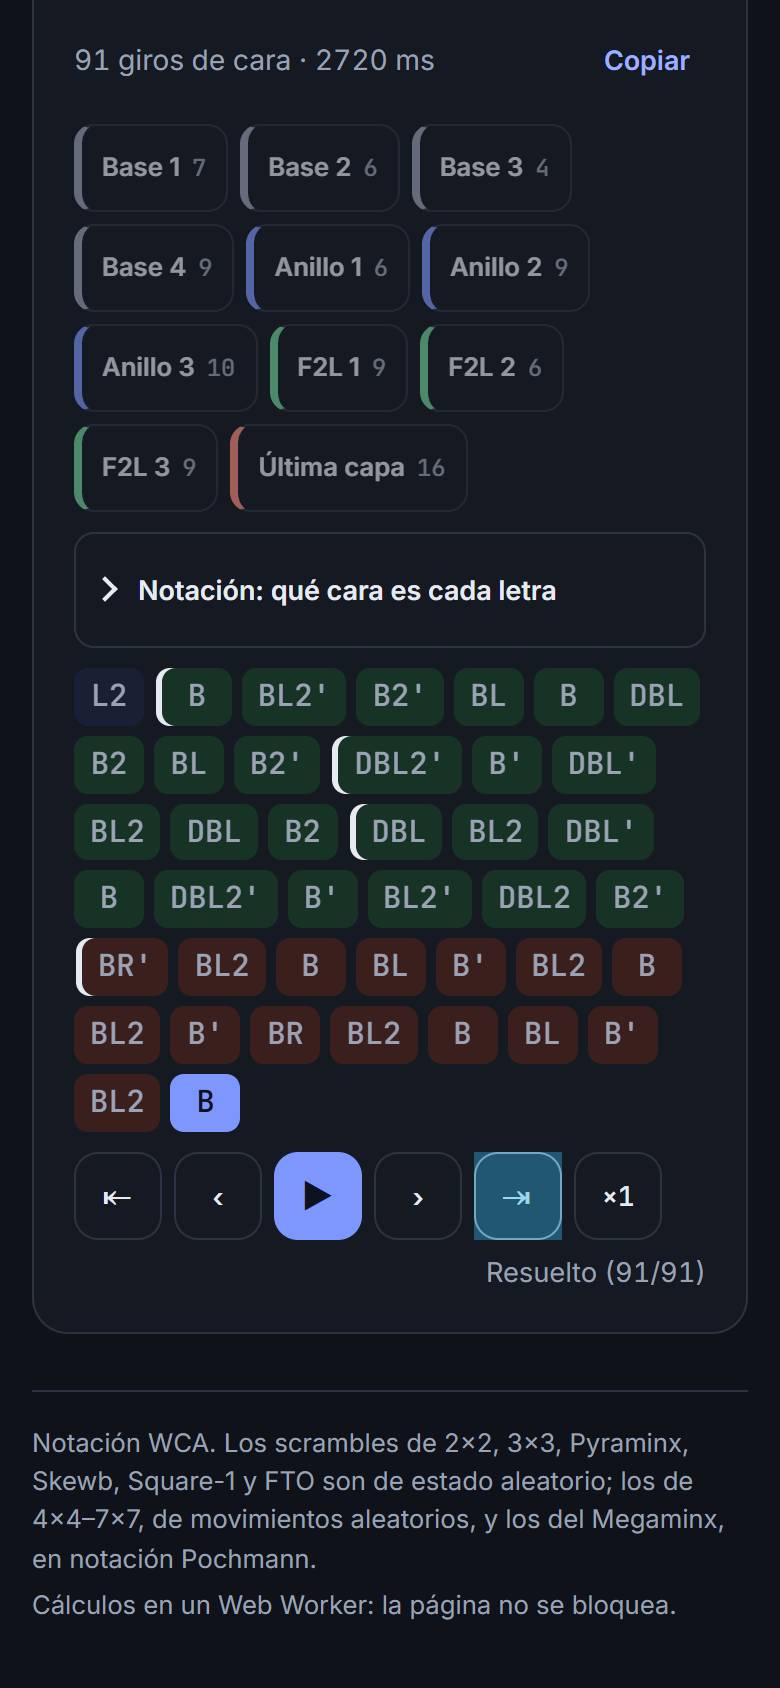 91 giros de cara · 2720 ms Copiar
Base 1 7 Base 2 6 Base 3 4
Base 4 9 Anillo 1 6 Anillo 2 9
Anillo 3 10 F2L 1 9 F2L 2 6
F2L 3 9 Última capa 16
Notación: qué cara es cada letra
L2 B BL2' B2' BL B DBL
B2 BL B2' DBL2' B' DBL'
BL2 DBL B2 DBL BL2 DBL'
B DBL2' B' BL2' DBL2 B2'
BR' BL2 B BL B' BL2 B
BL2 B' BR BL2 B BL B'
BL2 B
⇤ ‹ ▶ › ⇥ ×1
Resuelto (91/91)
Notación WCA. Los scrambles de 2×2, 3×3, Pyraminx,
Skewb, Square-1 y FTO son de estado aleatorio; los de
4×4–7×7, de movimientos aleatorios, y los del Megaminx,
en notación Pochmann.
Cálculos en un Web Worker: la página no se bloquea.